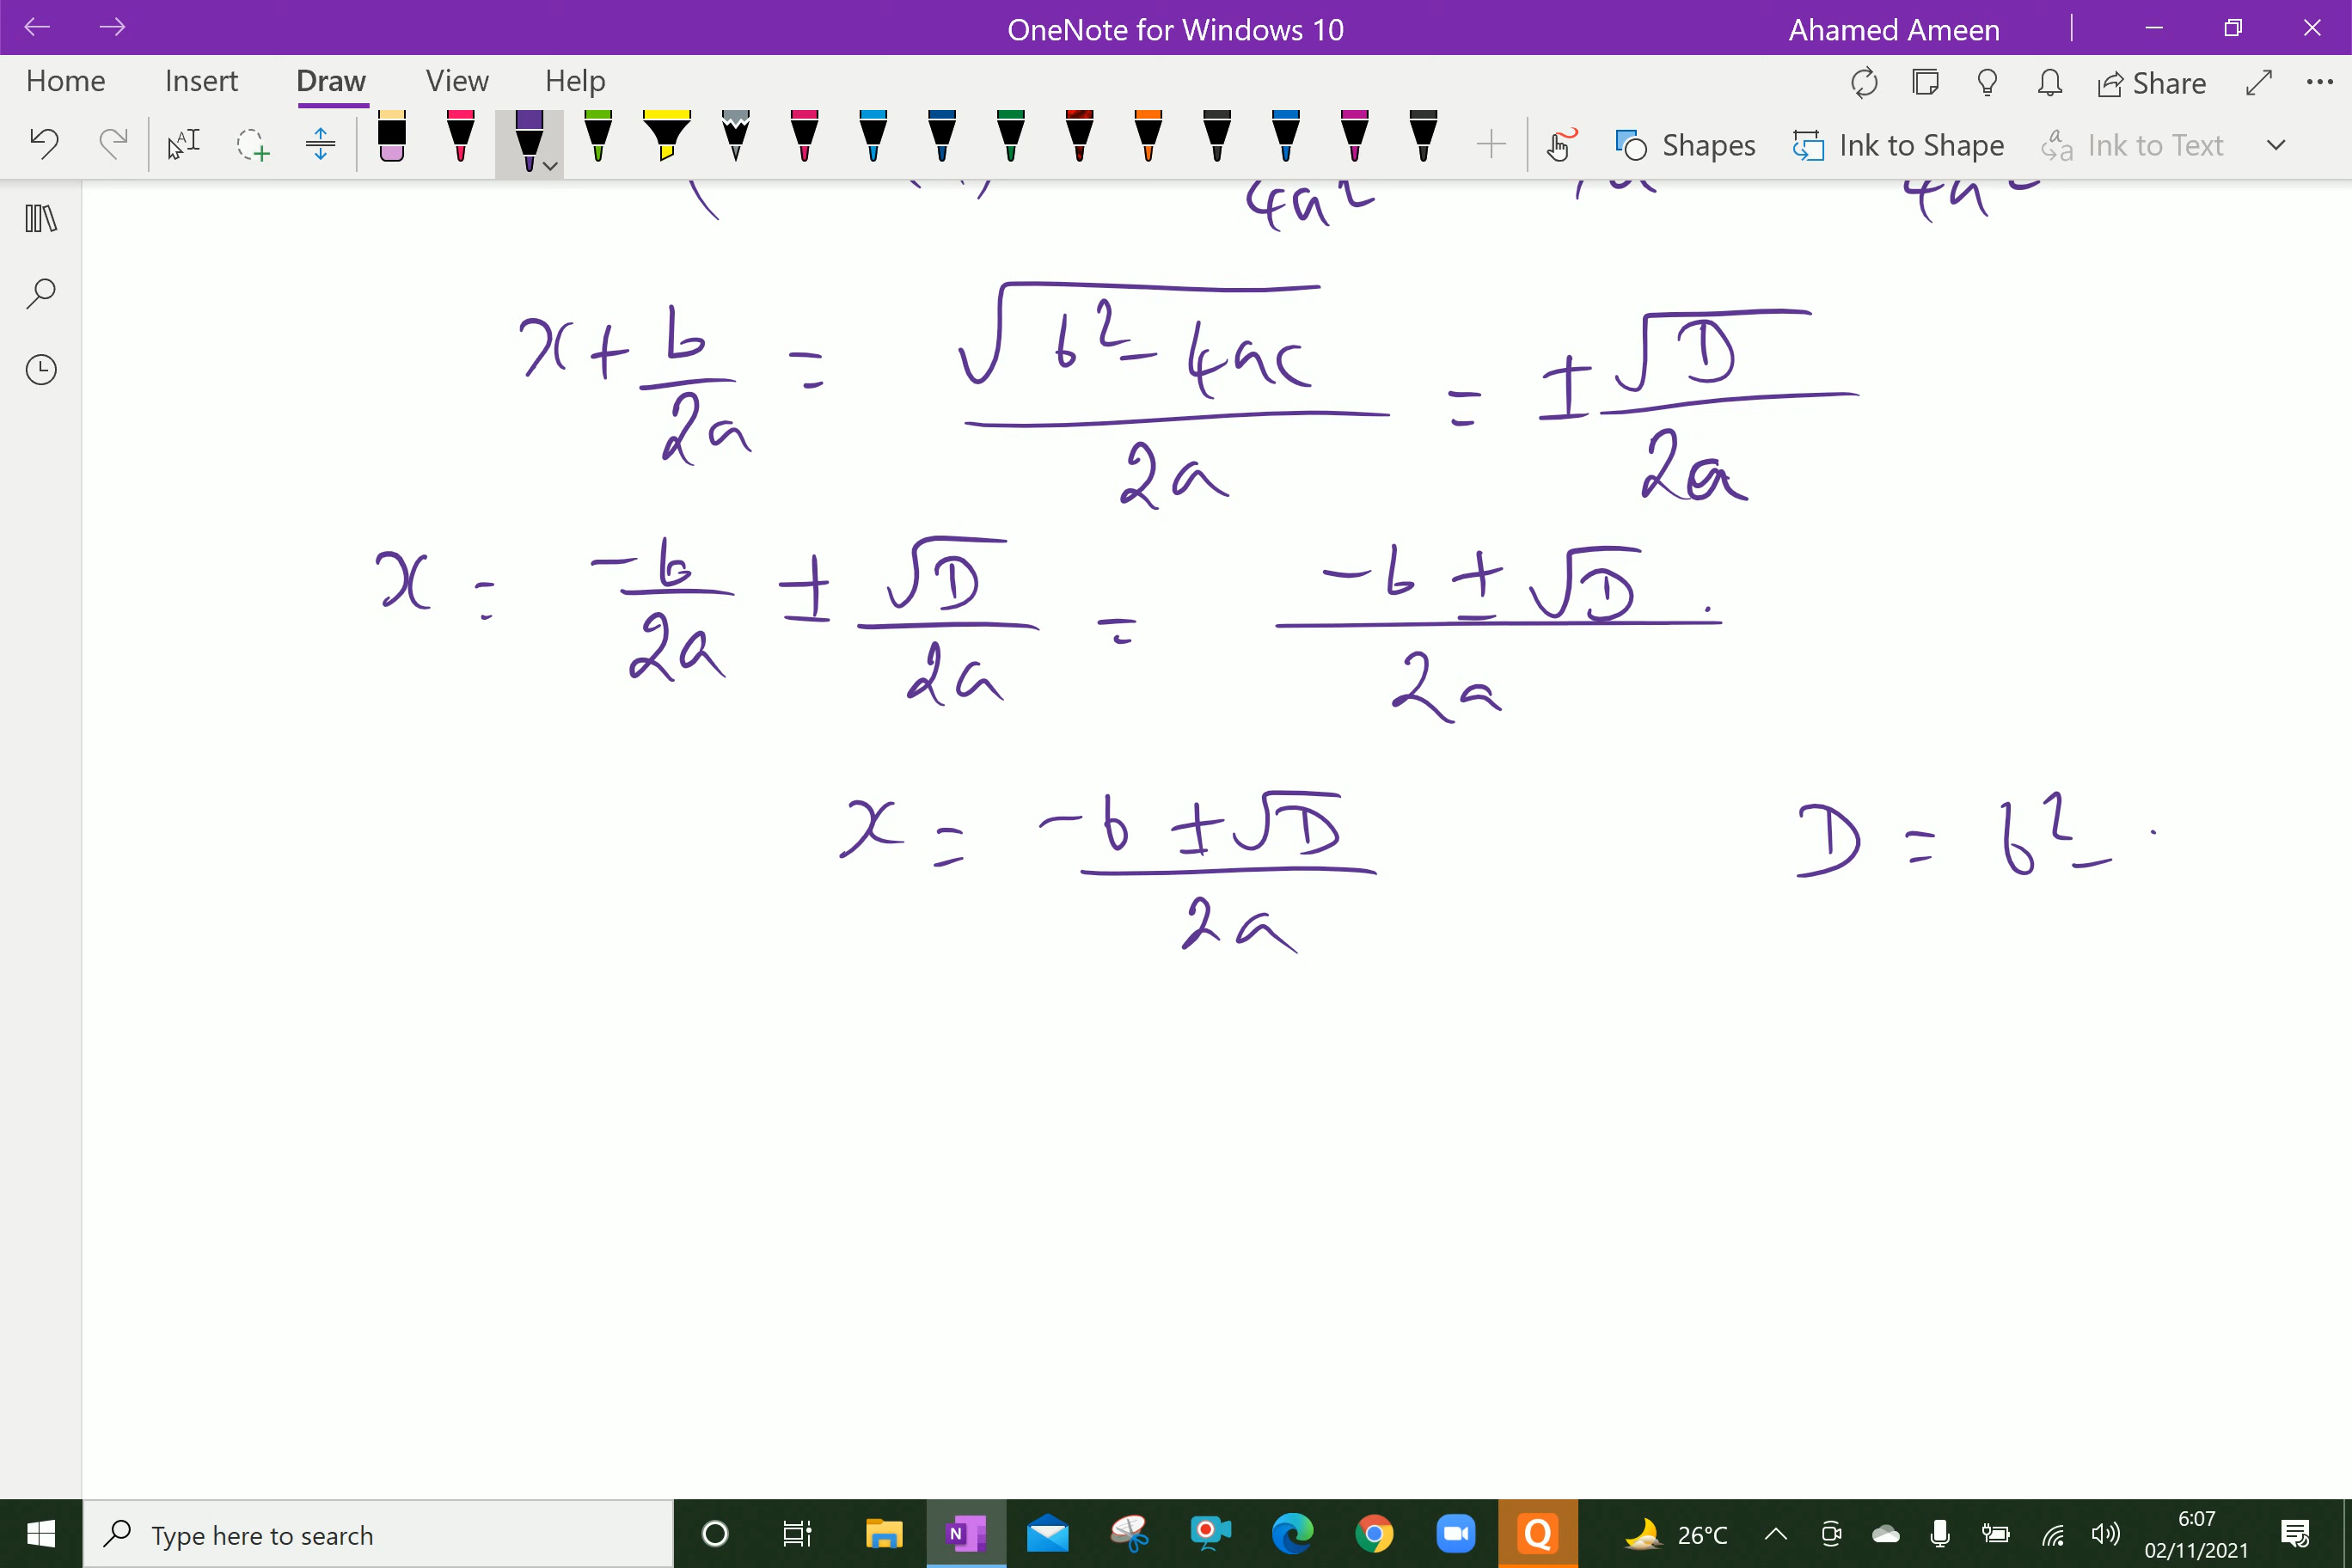 OneNote for Windows 10 Ahamed Ameen
Home Insert Draw View Help Share
Shapes Ink to Shape Ink to Text
4a² 4a²
x + b/2a = √(b² - 4ac)/2a = ± √D/2a
x = -b/2a ± √D/2a = -b ± √D/2a
x = -b ± √D/2a D = b² -
Type here to search 26°C 6:07
02/11/2021